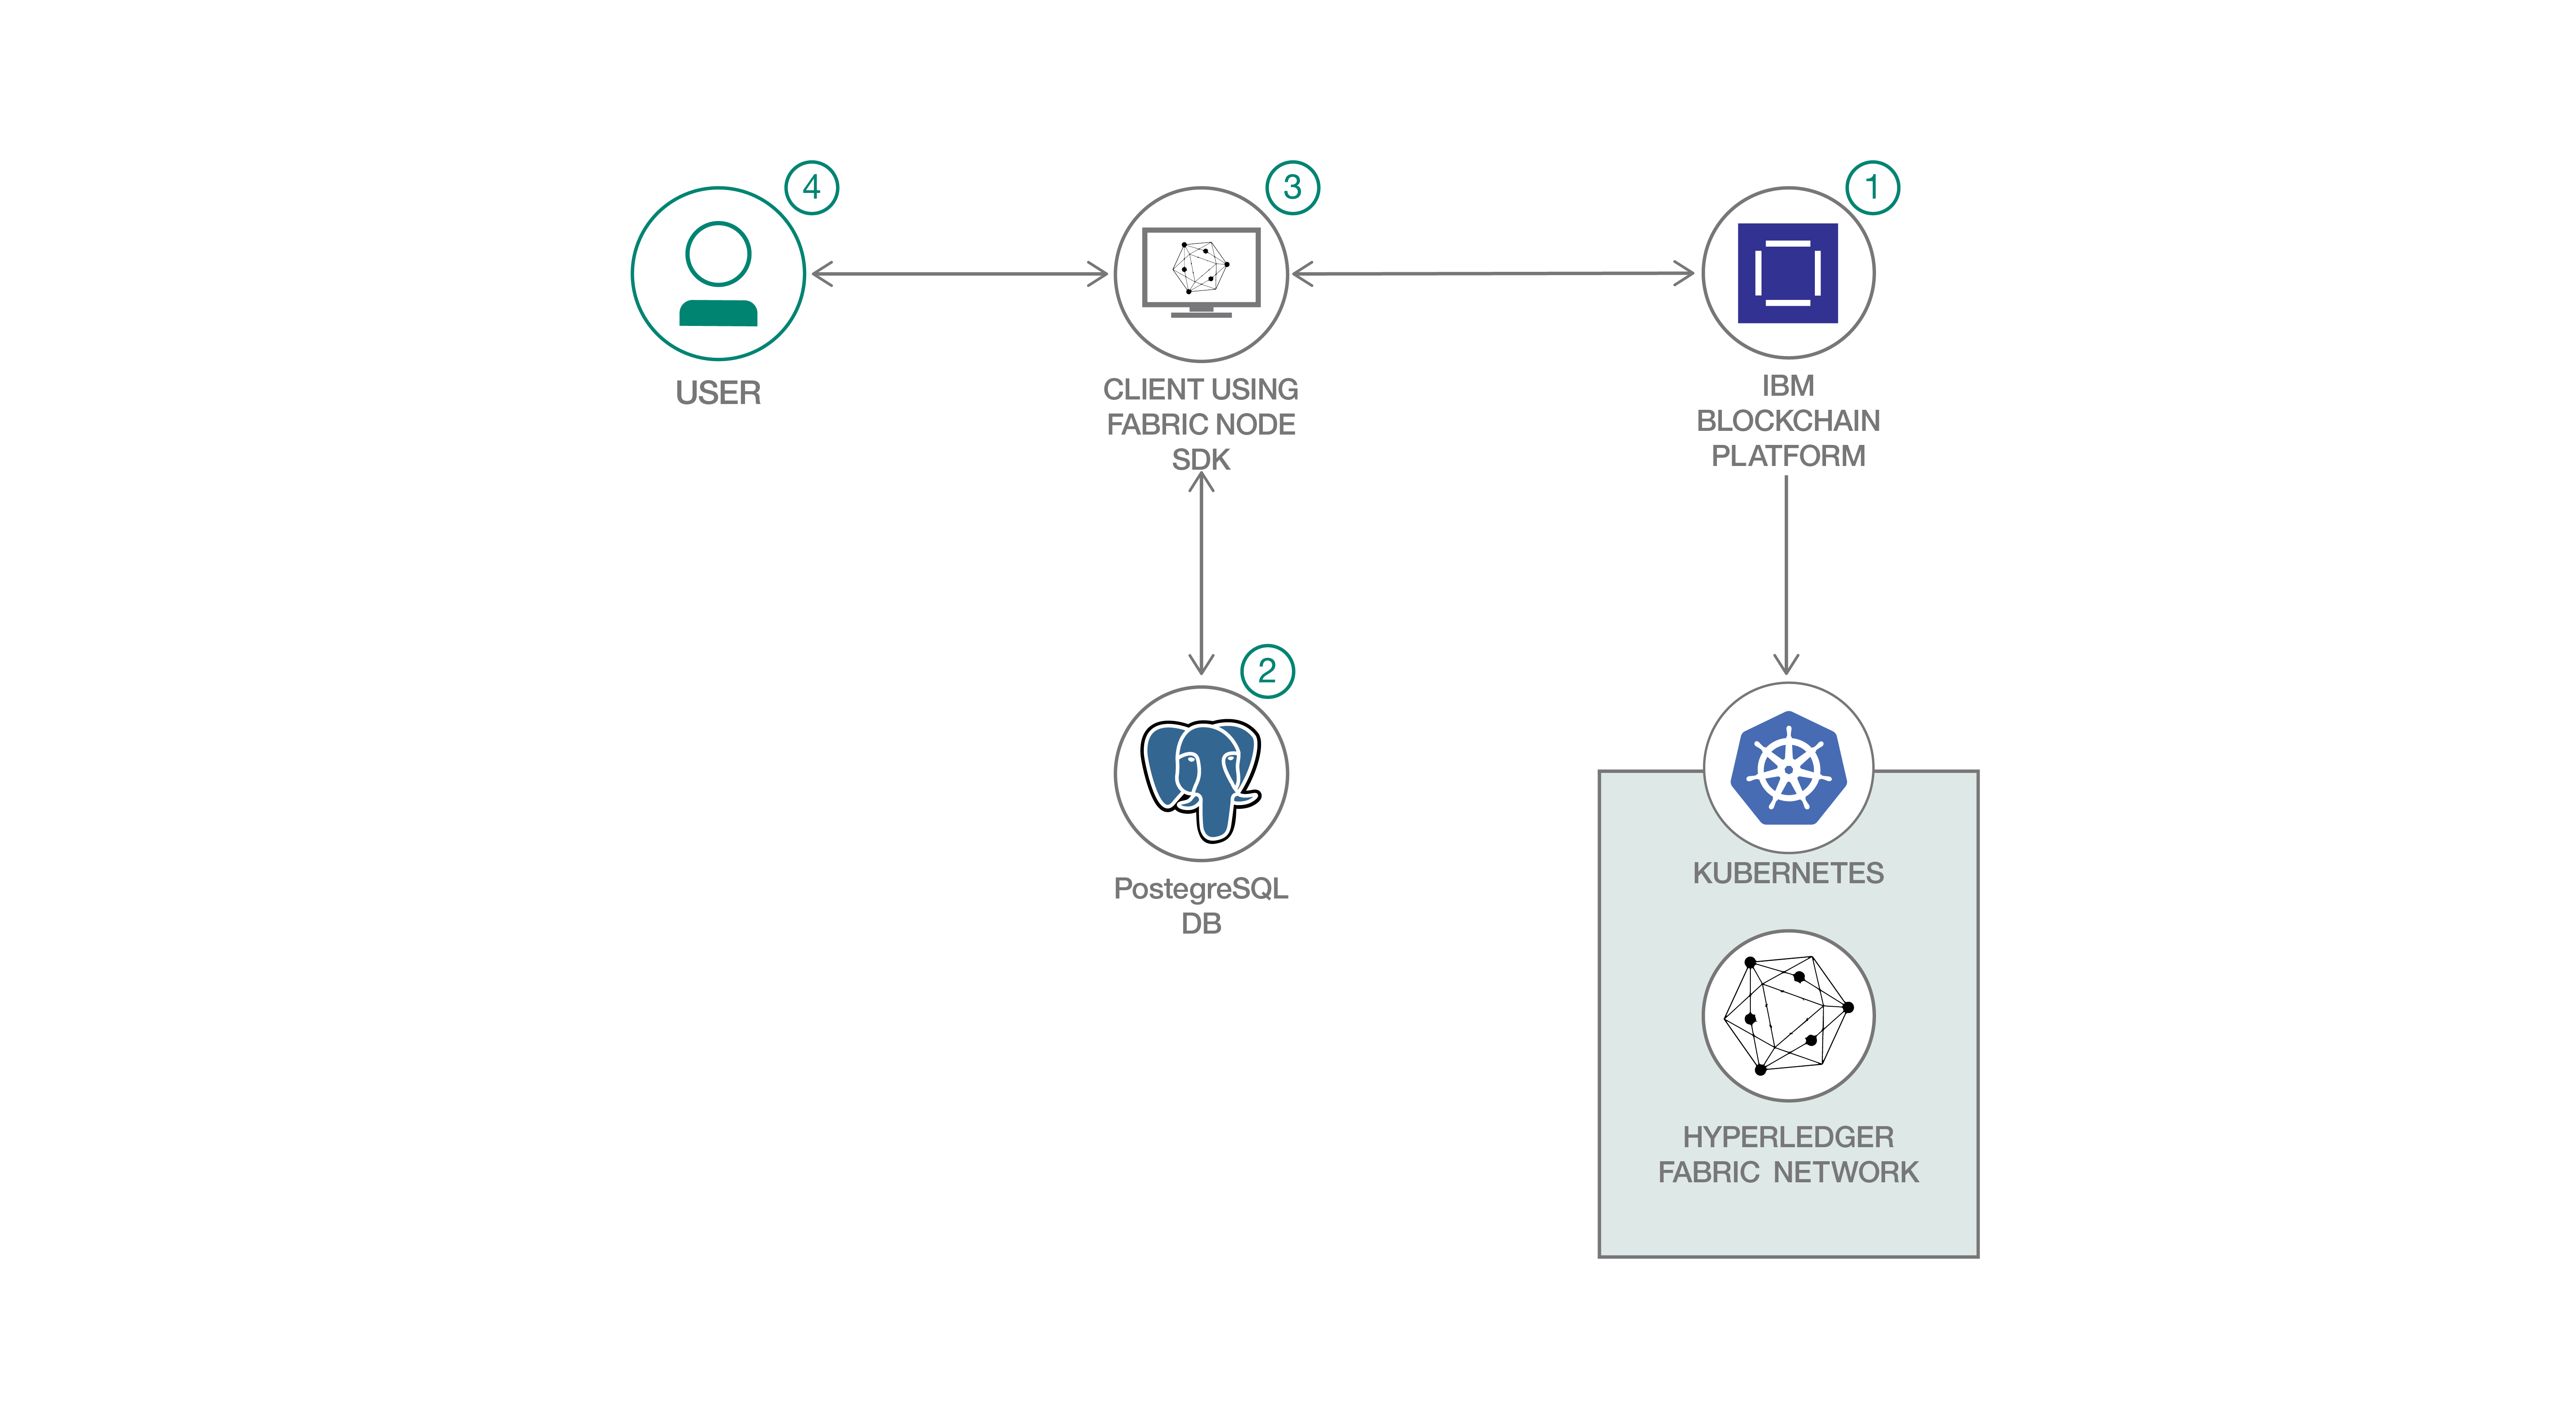 4
USER
3
CLIENT USING
FABRIC NODE
SDK
1
IBM
BLOCKCHAIN
PLATFORM
2
PostegreSQL
DB
KUBERNETES
HYPERLEDGER
FABRIC NETWORK